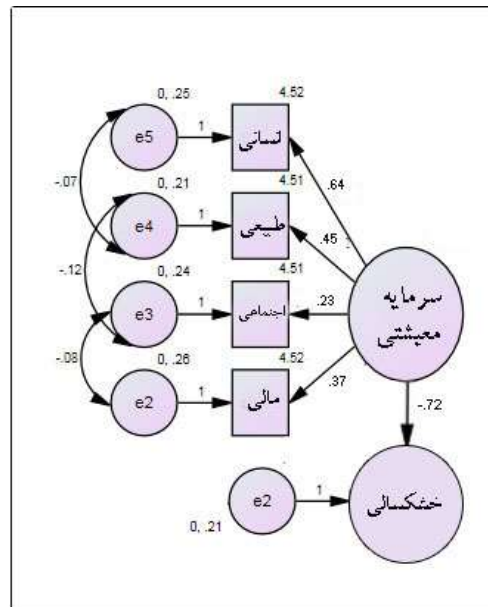 0, .25
4.52
e5
1
انسانی
-.07
.64
0, .21
4.51
e4
1
طبیعی
.45
-.12
0, .24
4.51
e3
1
اجتماعی
.23
سرمایه
معیشتی
-.08
0, .26
4.52
e2
1
مالی
.37
-.72
e2
1
خشکسالی
0, .21